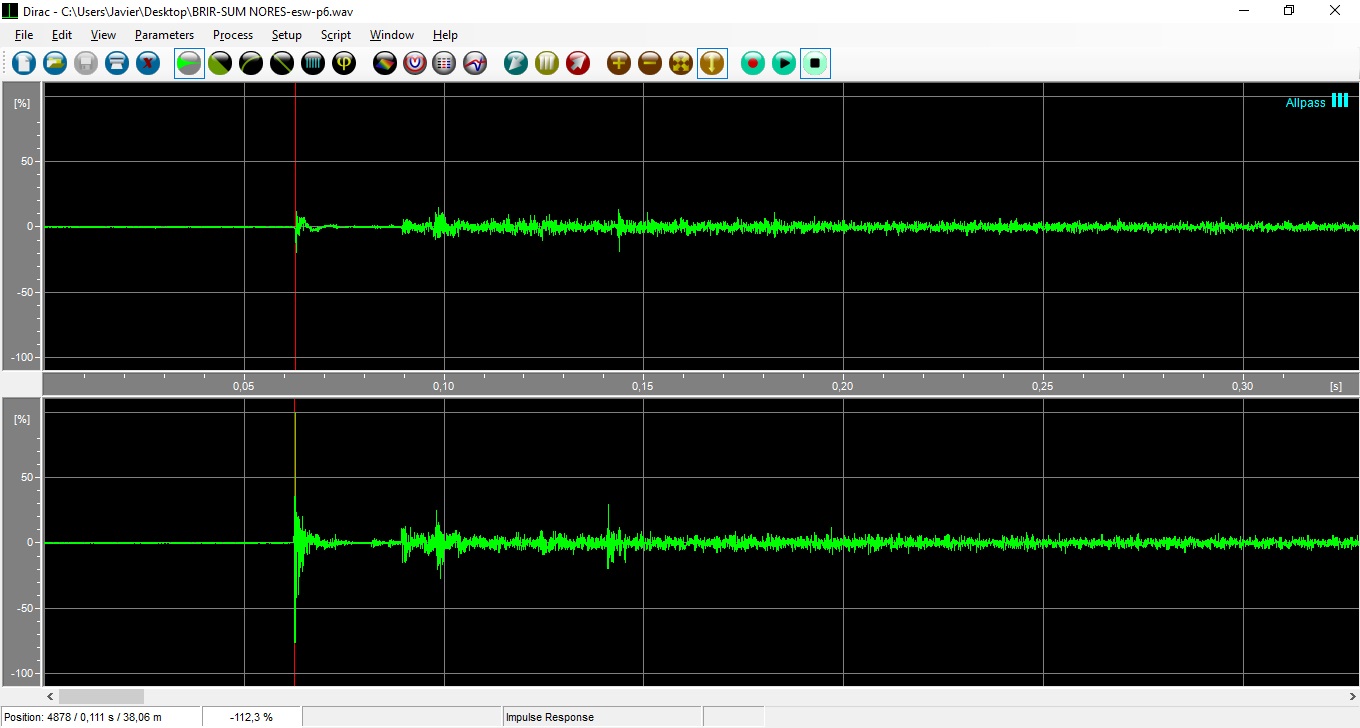 Dirac - C:\Users\Javier\Desktop\BRIR-SUM NORES-esw-p6.wav
File Edit View Parameters Process Setup Script Window Help
[%]
Allpass
50
0
-50
-100
0,05 0,10 0,15 0,20 0,25 0,30 [s]
[%]
50
0
-50
-100
Position: 4878 / 0,111 s / 38,06 m -112,3 % Impulse Response